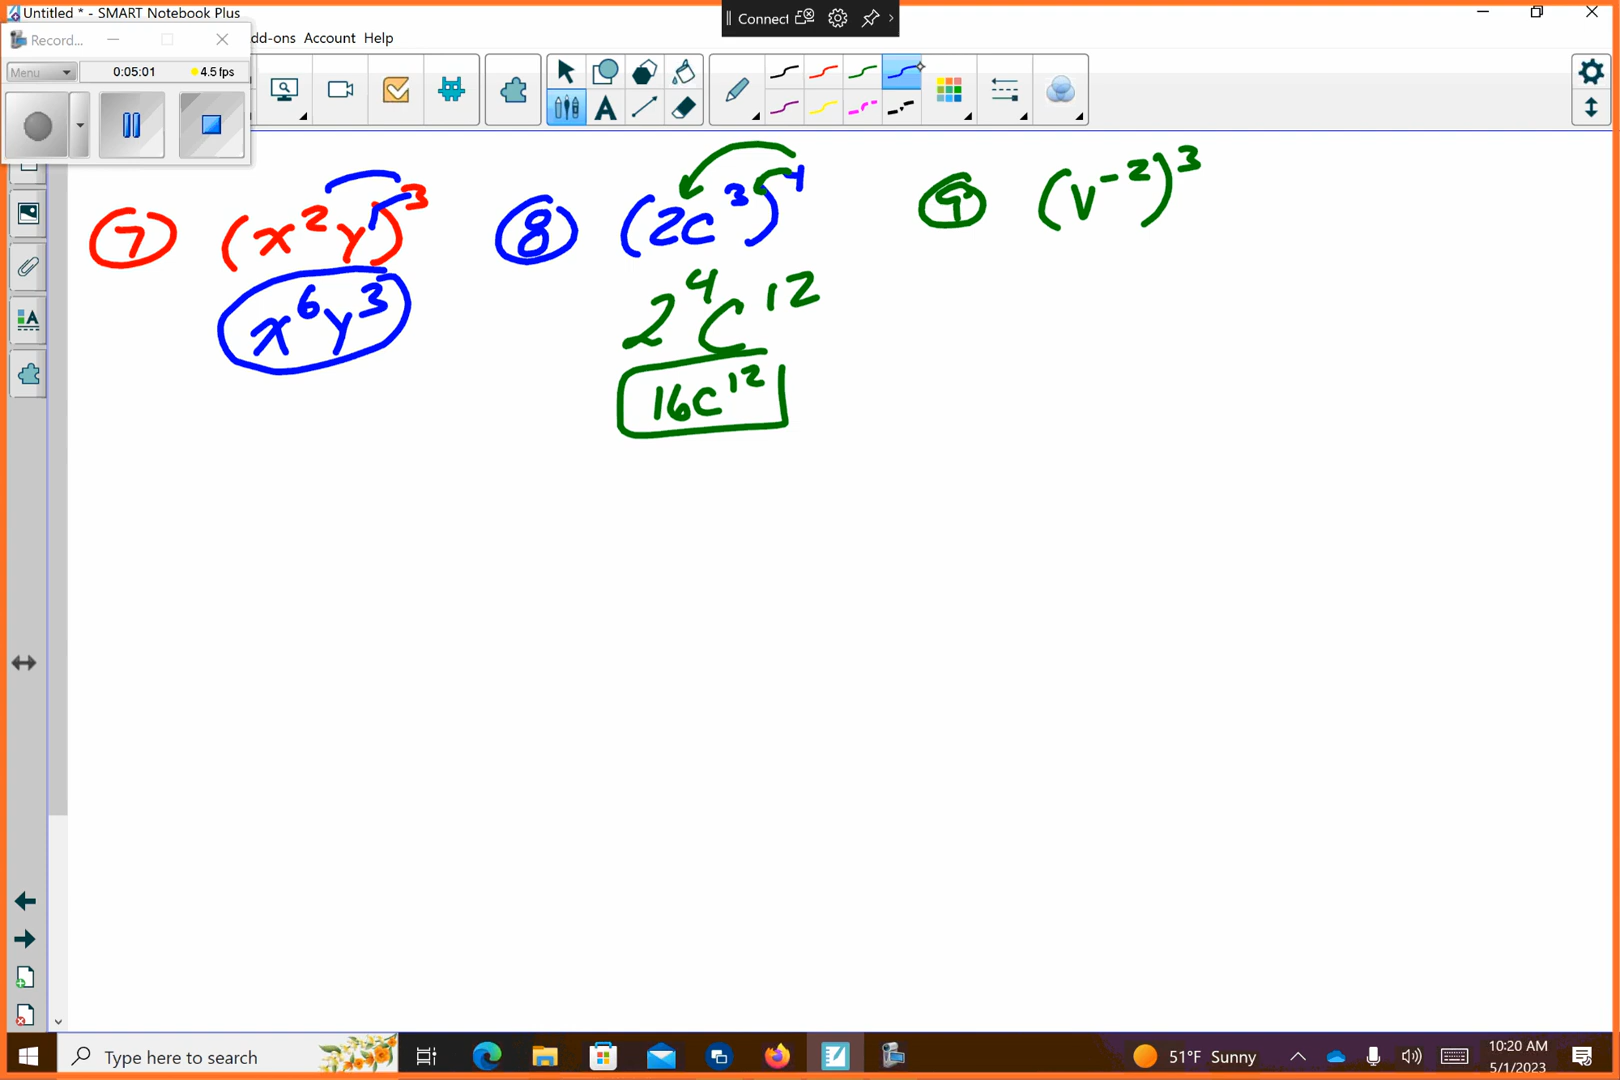 Untitled * - SMART Notebook Plus
Connect
Record...
dd-ons Account Help
Menu
0:05:01
4.5 fps
A
A
7 (x²y)³
x⁶y³
8 (2c³)⁴
2⁴c¹²
16c¹²
9 (v⁻²)³
Type here to search
51°F Sunny
10:20 AM
5/1/2023